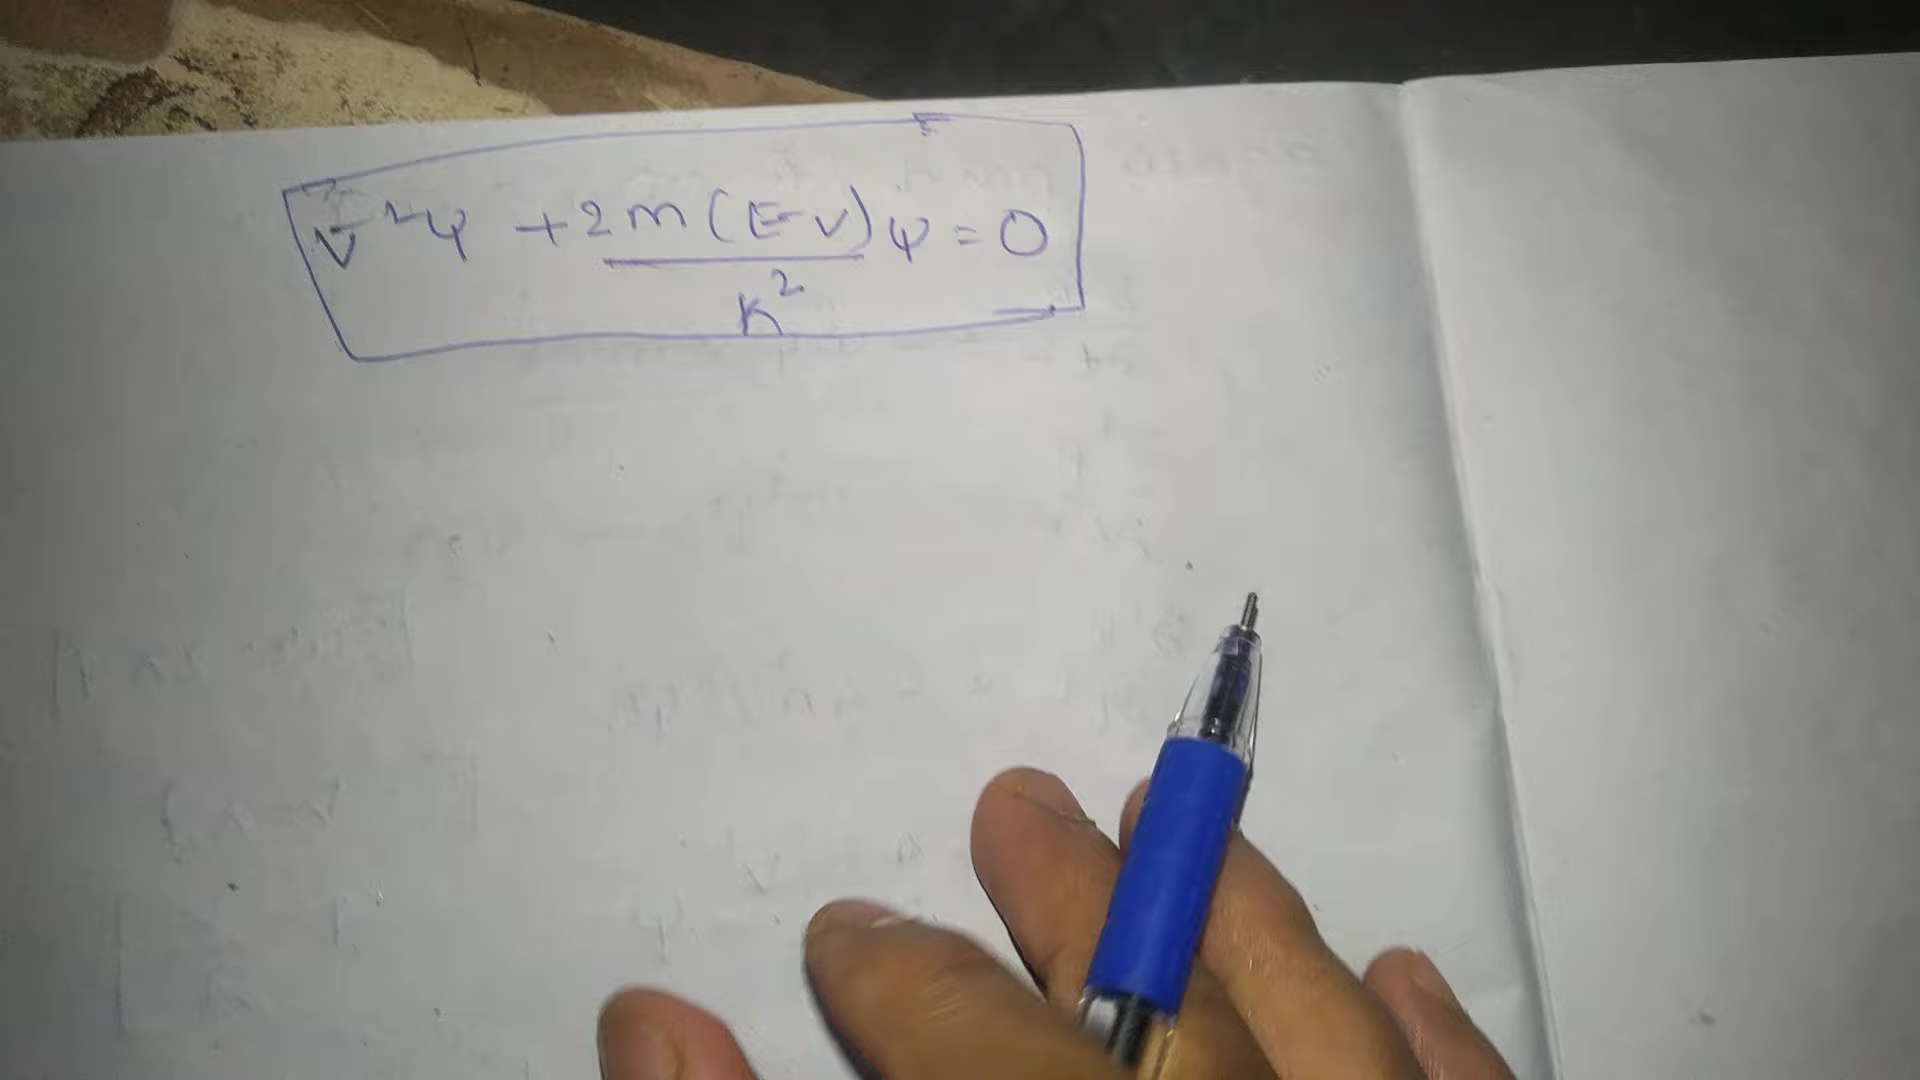 ∇²ψ + 2m(E-V)ψ = 0
ħ²